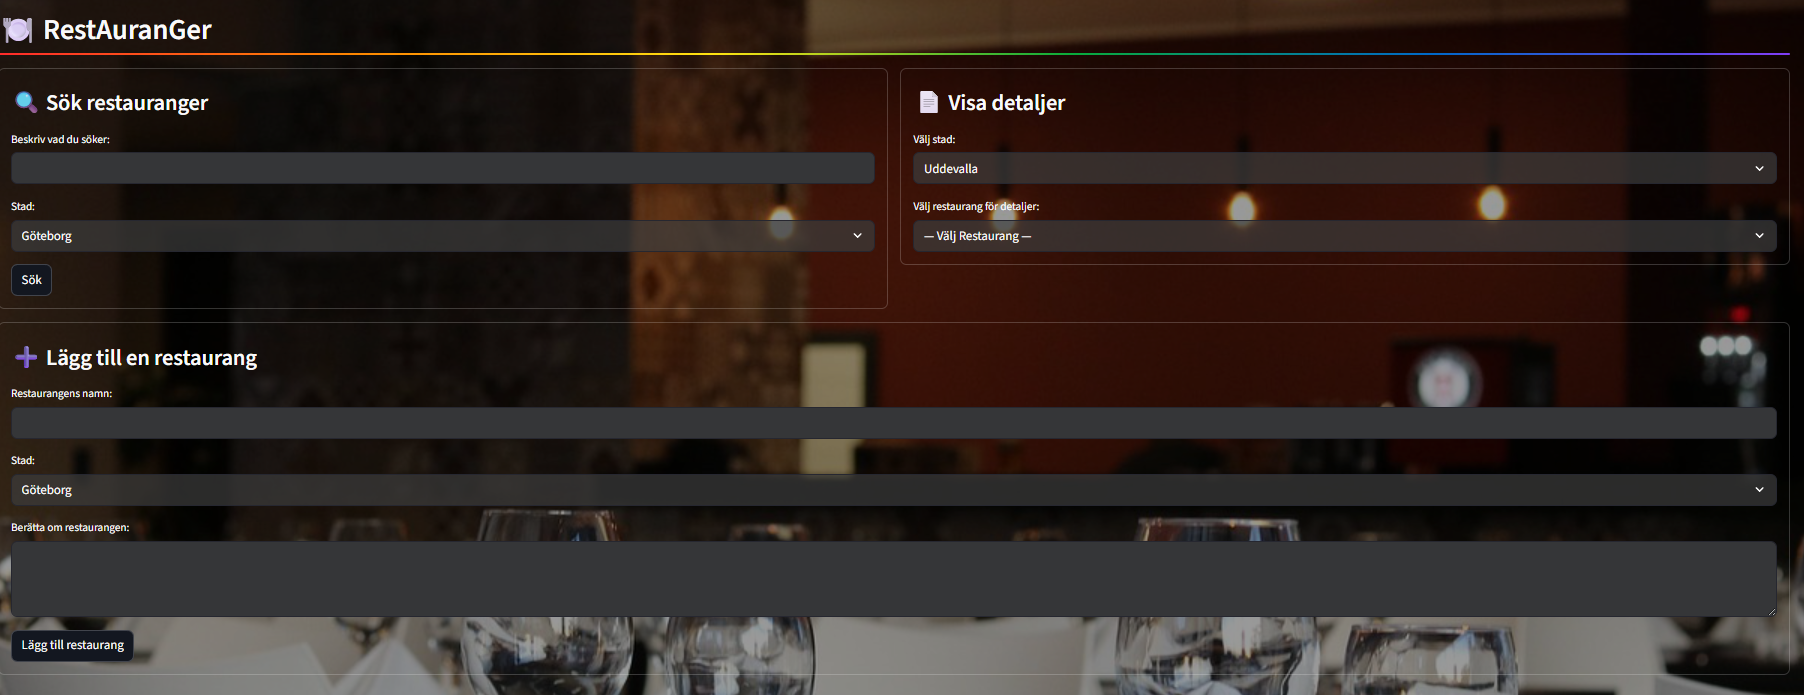 RestAuranGer
Sök restauranger
Beskriv vad du söker:
Stad:
Göteborg
Sök
Visa detaljer
Välj stad:
Uddevalla
Välj restaurang för detaljer:
— Välj Restaurang —
Lägg till en restaurang
Restaurangens namn:
Stad:
Göteborg
Berätta om restaurangen:
Lägg till restaurang